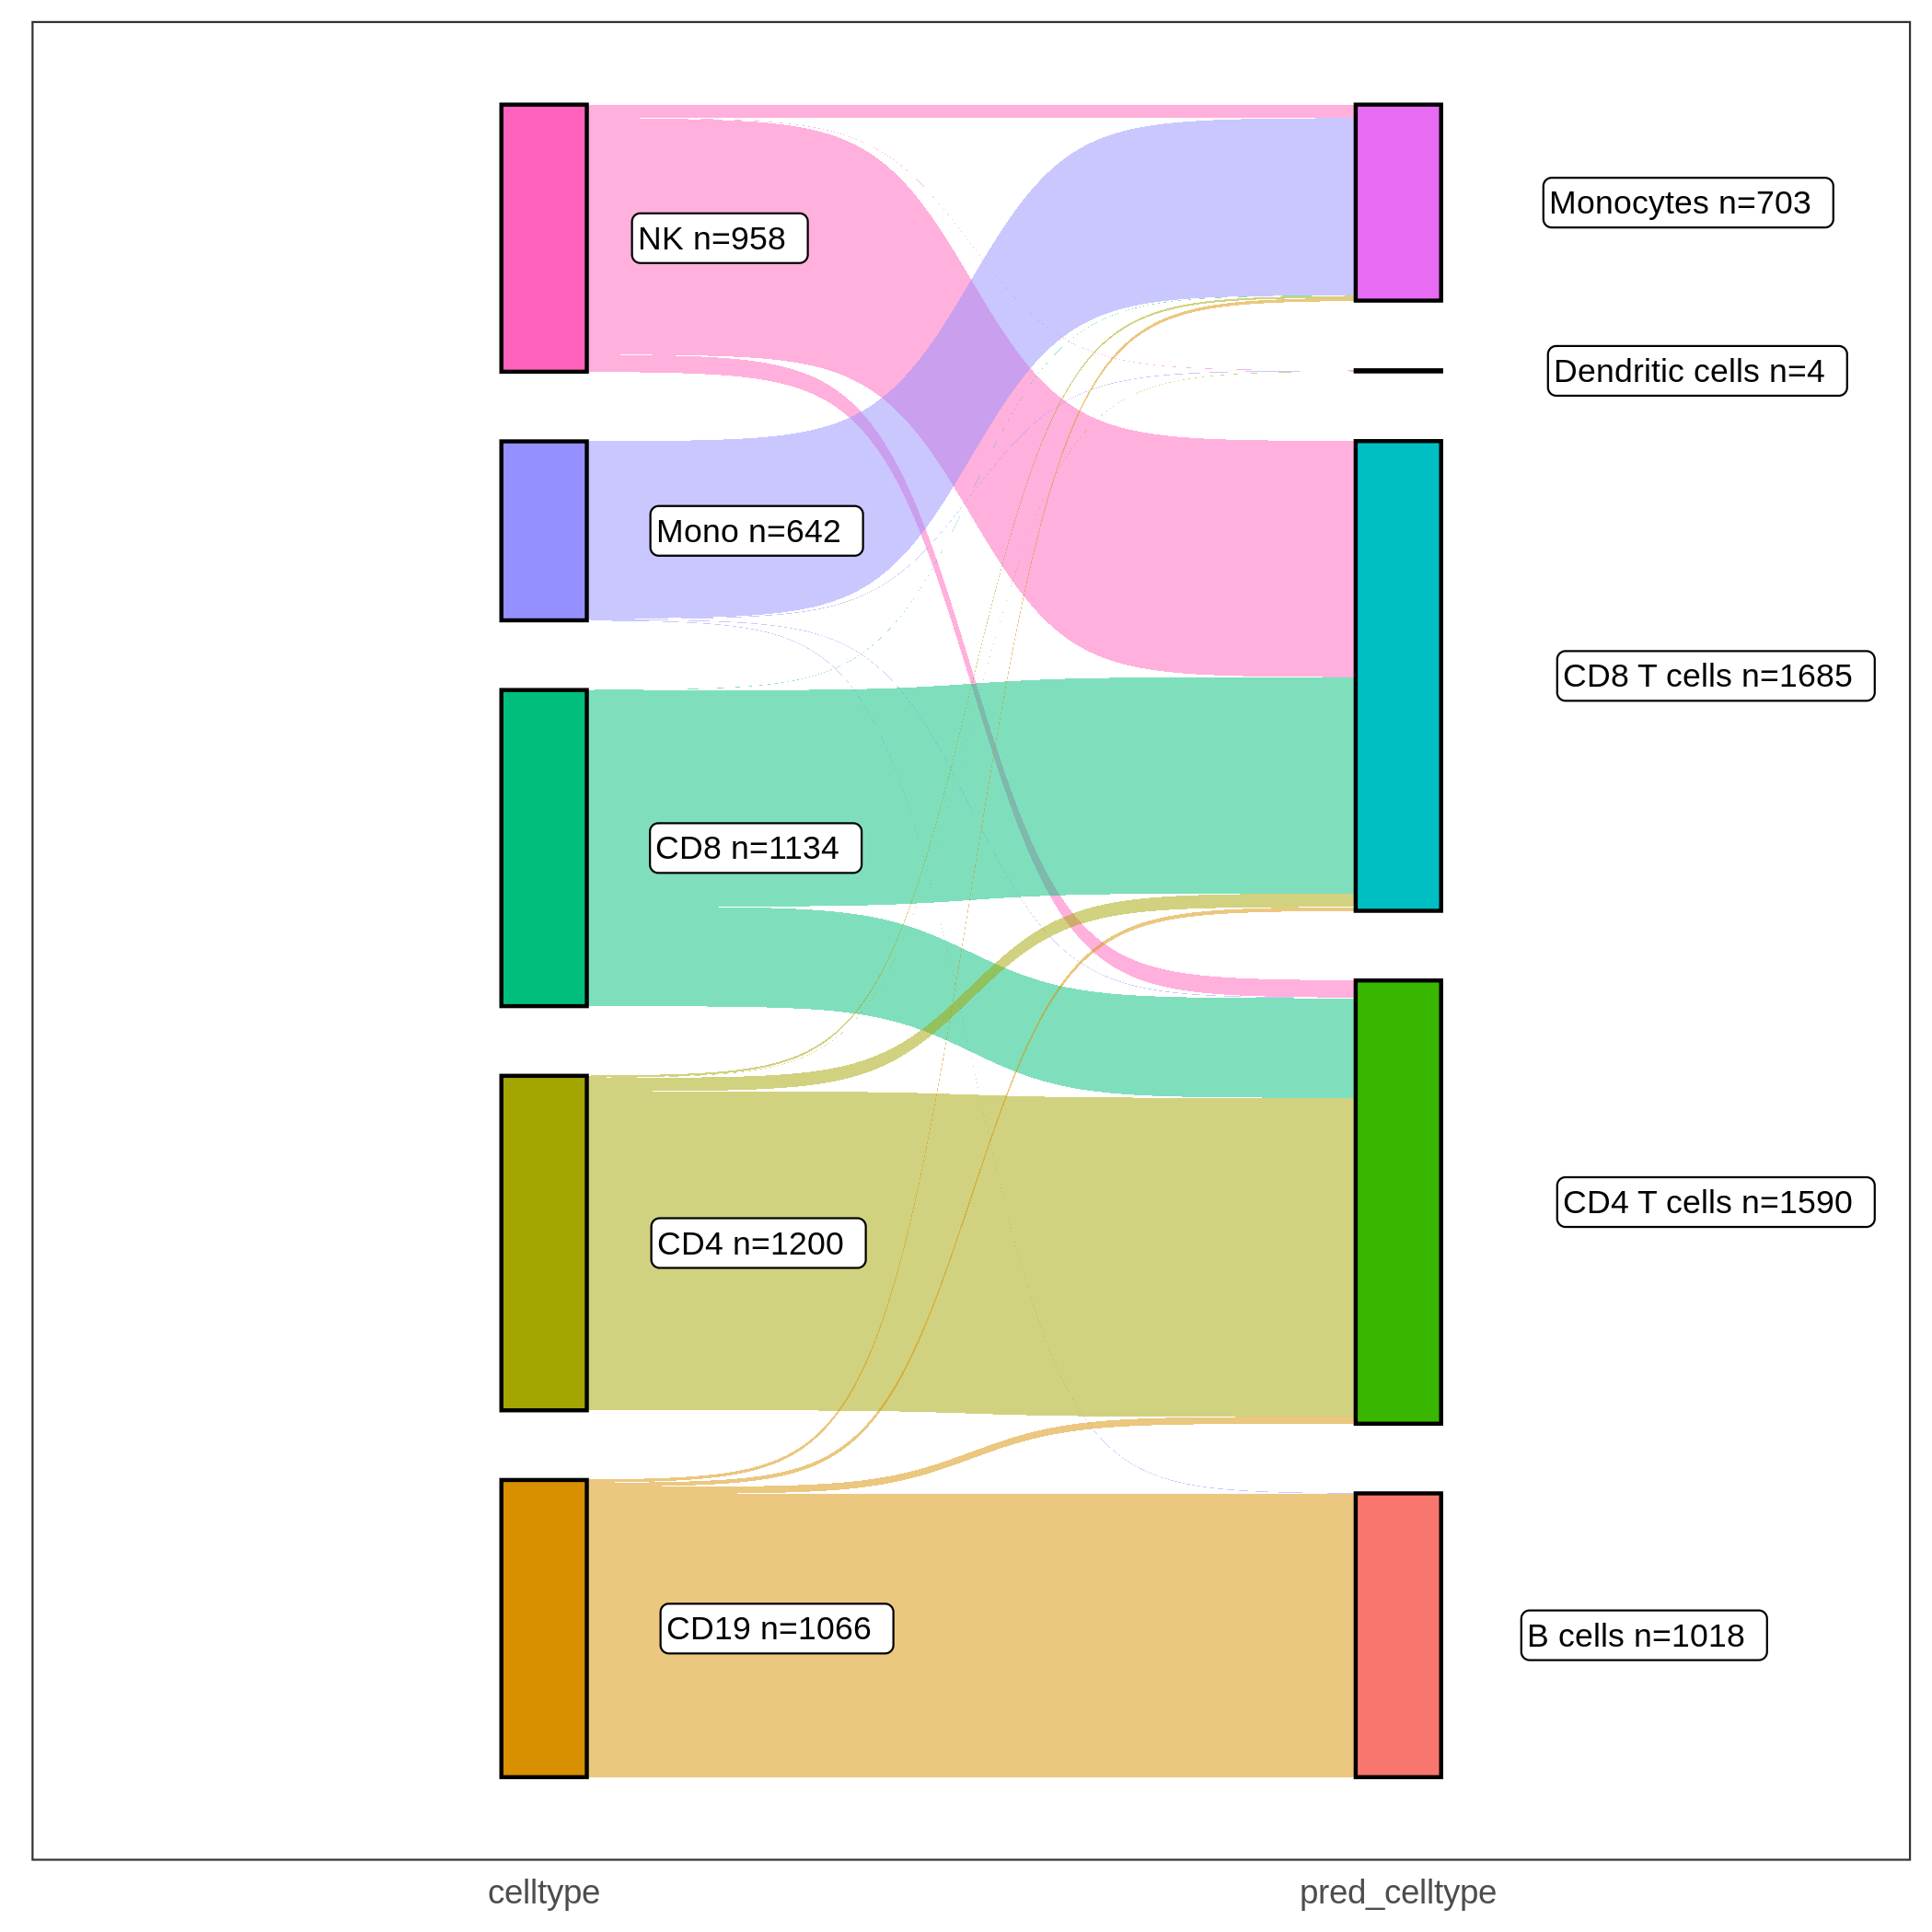 NK n=958
Mono n=642
CD8 n=1134
CD4 n=1200
CD19 n=1066
Monocytes n=703
Dendritic cells n=4
CD8 T cells n=1685
CD4 T cells n=1590
B cells n=1018
celltype
pred_celltype